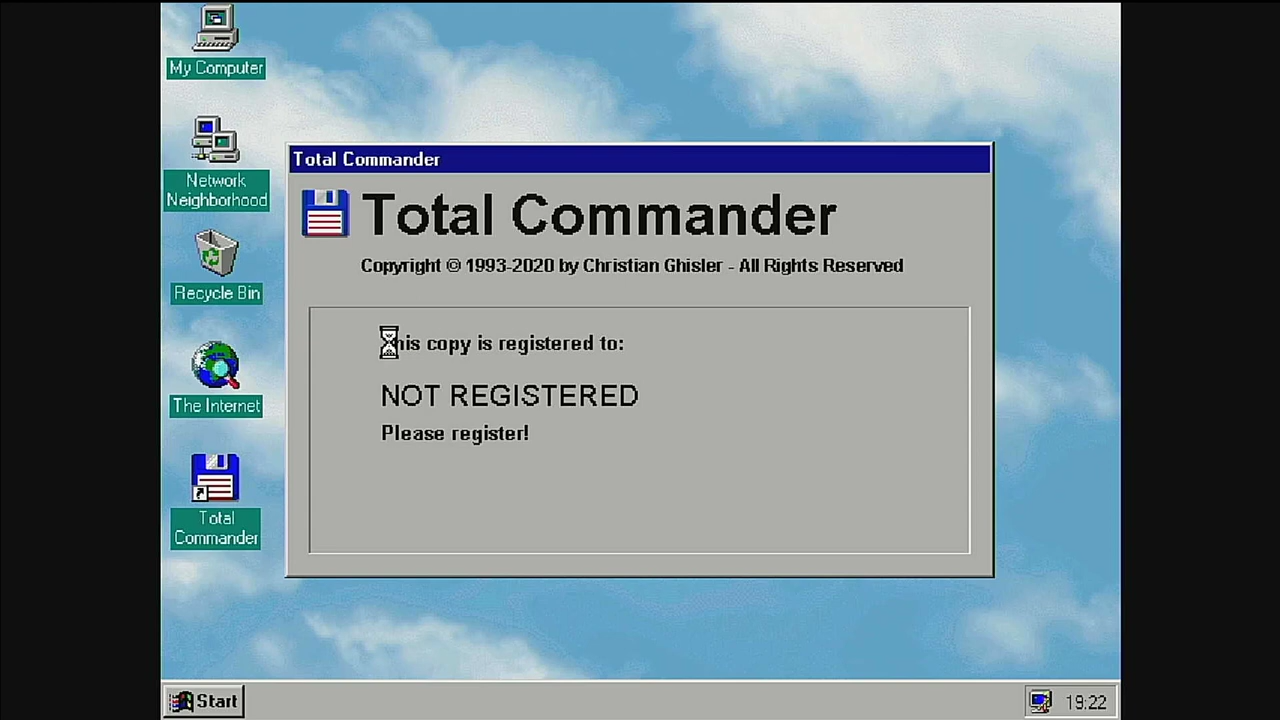 My Computer
Network
Neighborhood
Recycle Bin
The Internet
Total
Commander
Total Commander
Total Commander
Copyright © 1993-2020 by Christian Ghisler - All Rights Reserved
his copy is registered to:
NOT REGISTERED
Please register!
Start
19:22